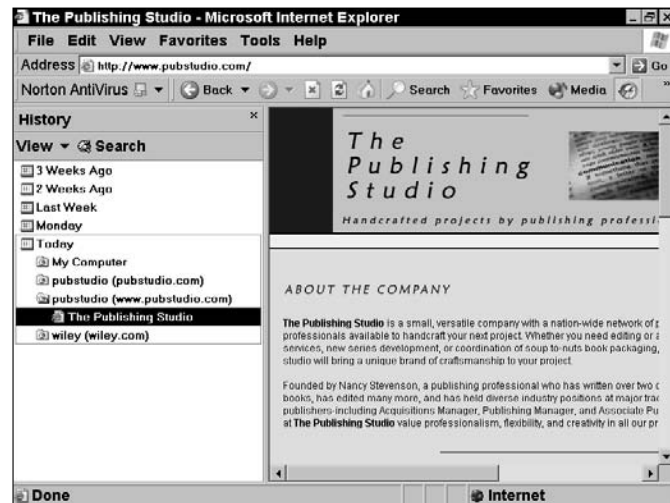 The Publishing Studio - Microsoft Internet Explorer
File Edit View Favorites Tools Help
Address http://www.pubstudio.com/ Go
Norton AntiVirus Back Search Favorites Media »
History ×
View Search
3 Weeks Ago
2 Weeks Ago
Last Week
Monday
Today
My Computer
pubstudio (pubstudio.com)
pubstudio (www.pubstudio.com)
The Publishing Studio
wiley (wiley.com)
The
Publishing
Studio
communication
Handcrafted projects by publishing professi
ABOUT THE COMPANY
The Publishing Studio is a small, versatile company with a nation-wide network of
professionals available to handcraft your next project. Whether you need editing or
services, new series development, or coordination of soup to-nuts book packaging,
studio will bring a unique brand of craftsmanship to your project.
Founded by Nancy Stevenson, a publishing professional who has written over two
books, has edited many more, and has held diverse industry positions at major
publishers-including Acquisitions Manager, Publishing Manager, and Associate Pu
at The Publishing Studio value professionalism, flexibility, and creativity in all our pr
Done Internet